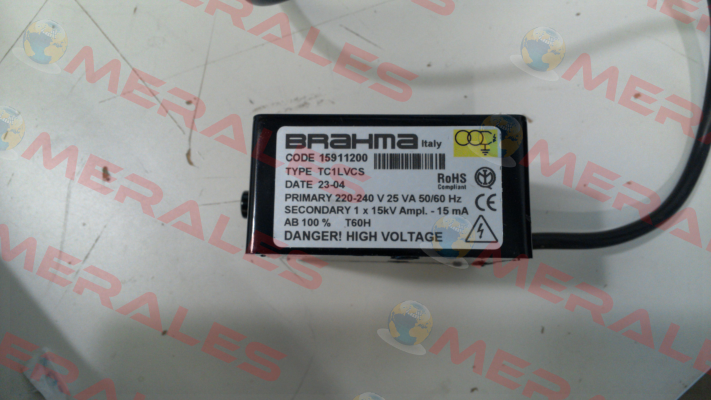 BRAHMA Italy
CODE 15911200
TYPE TC1LVCS
DATE 23-04
RoHS
Compliant
PRIMARY 220-240 V 25 VA 50/60 Hz
SECONDARY 1 x 15kV Ampl. - 15 mA
AB 100 % T60H
DANGER! HIGH VOLTAGE
CE
MERALES
MERALES
MERALES
MERALES
MERALES